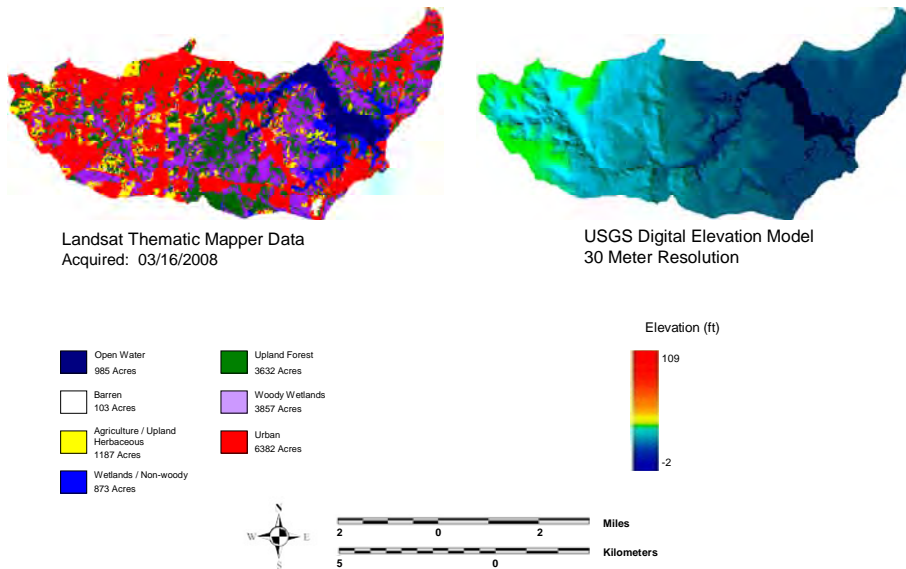 Landsat Thematic Mapper Data
Acquired: 03/16/2008
USGS Digital Elevation Model
30 Meter Resolution
Open Water
985 Acres
Barren
103 Acres
Agriculture / Upland
Herbaceous
1187 Acres
Wetlands / Non-woody
873 Acres
Upland Forest
3632 Acres
Woody Wetlands
3857 Acres
Urban
6382 Acres
Elevation (ft)
109
-2
N
W E
S
2 0 2 Miles
5 0 Kilometers